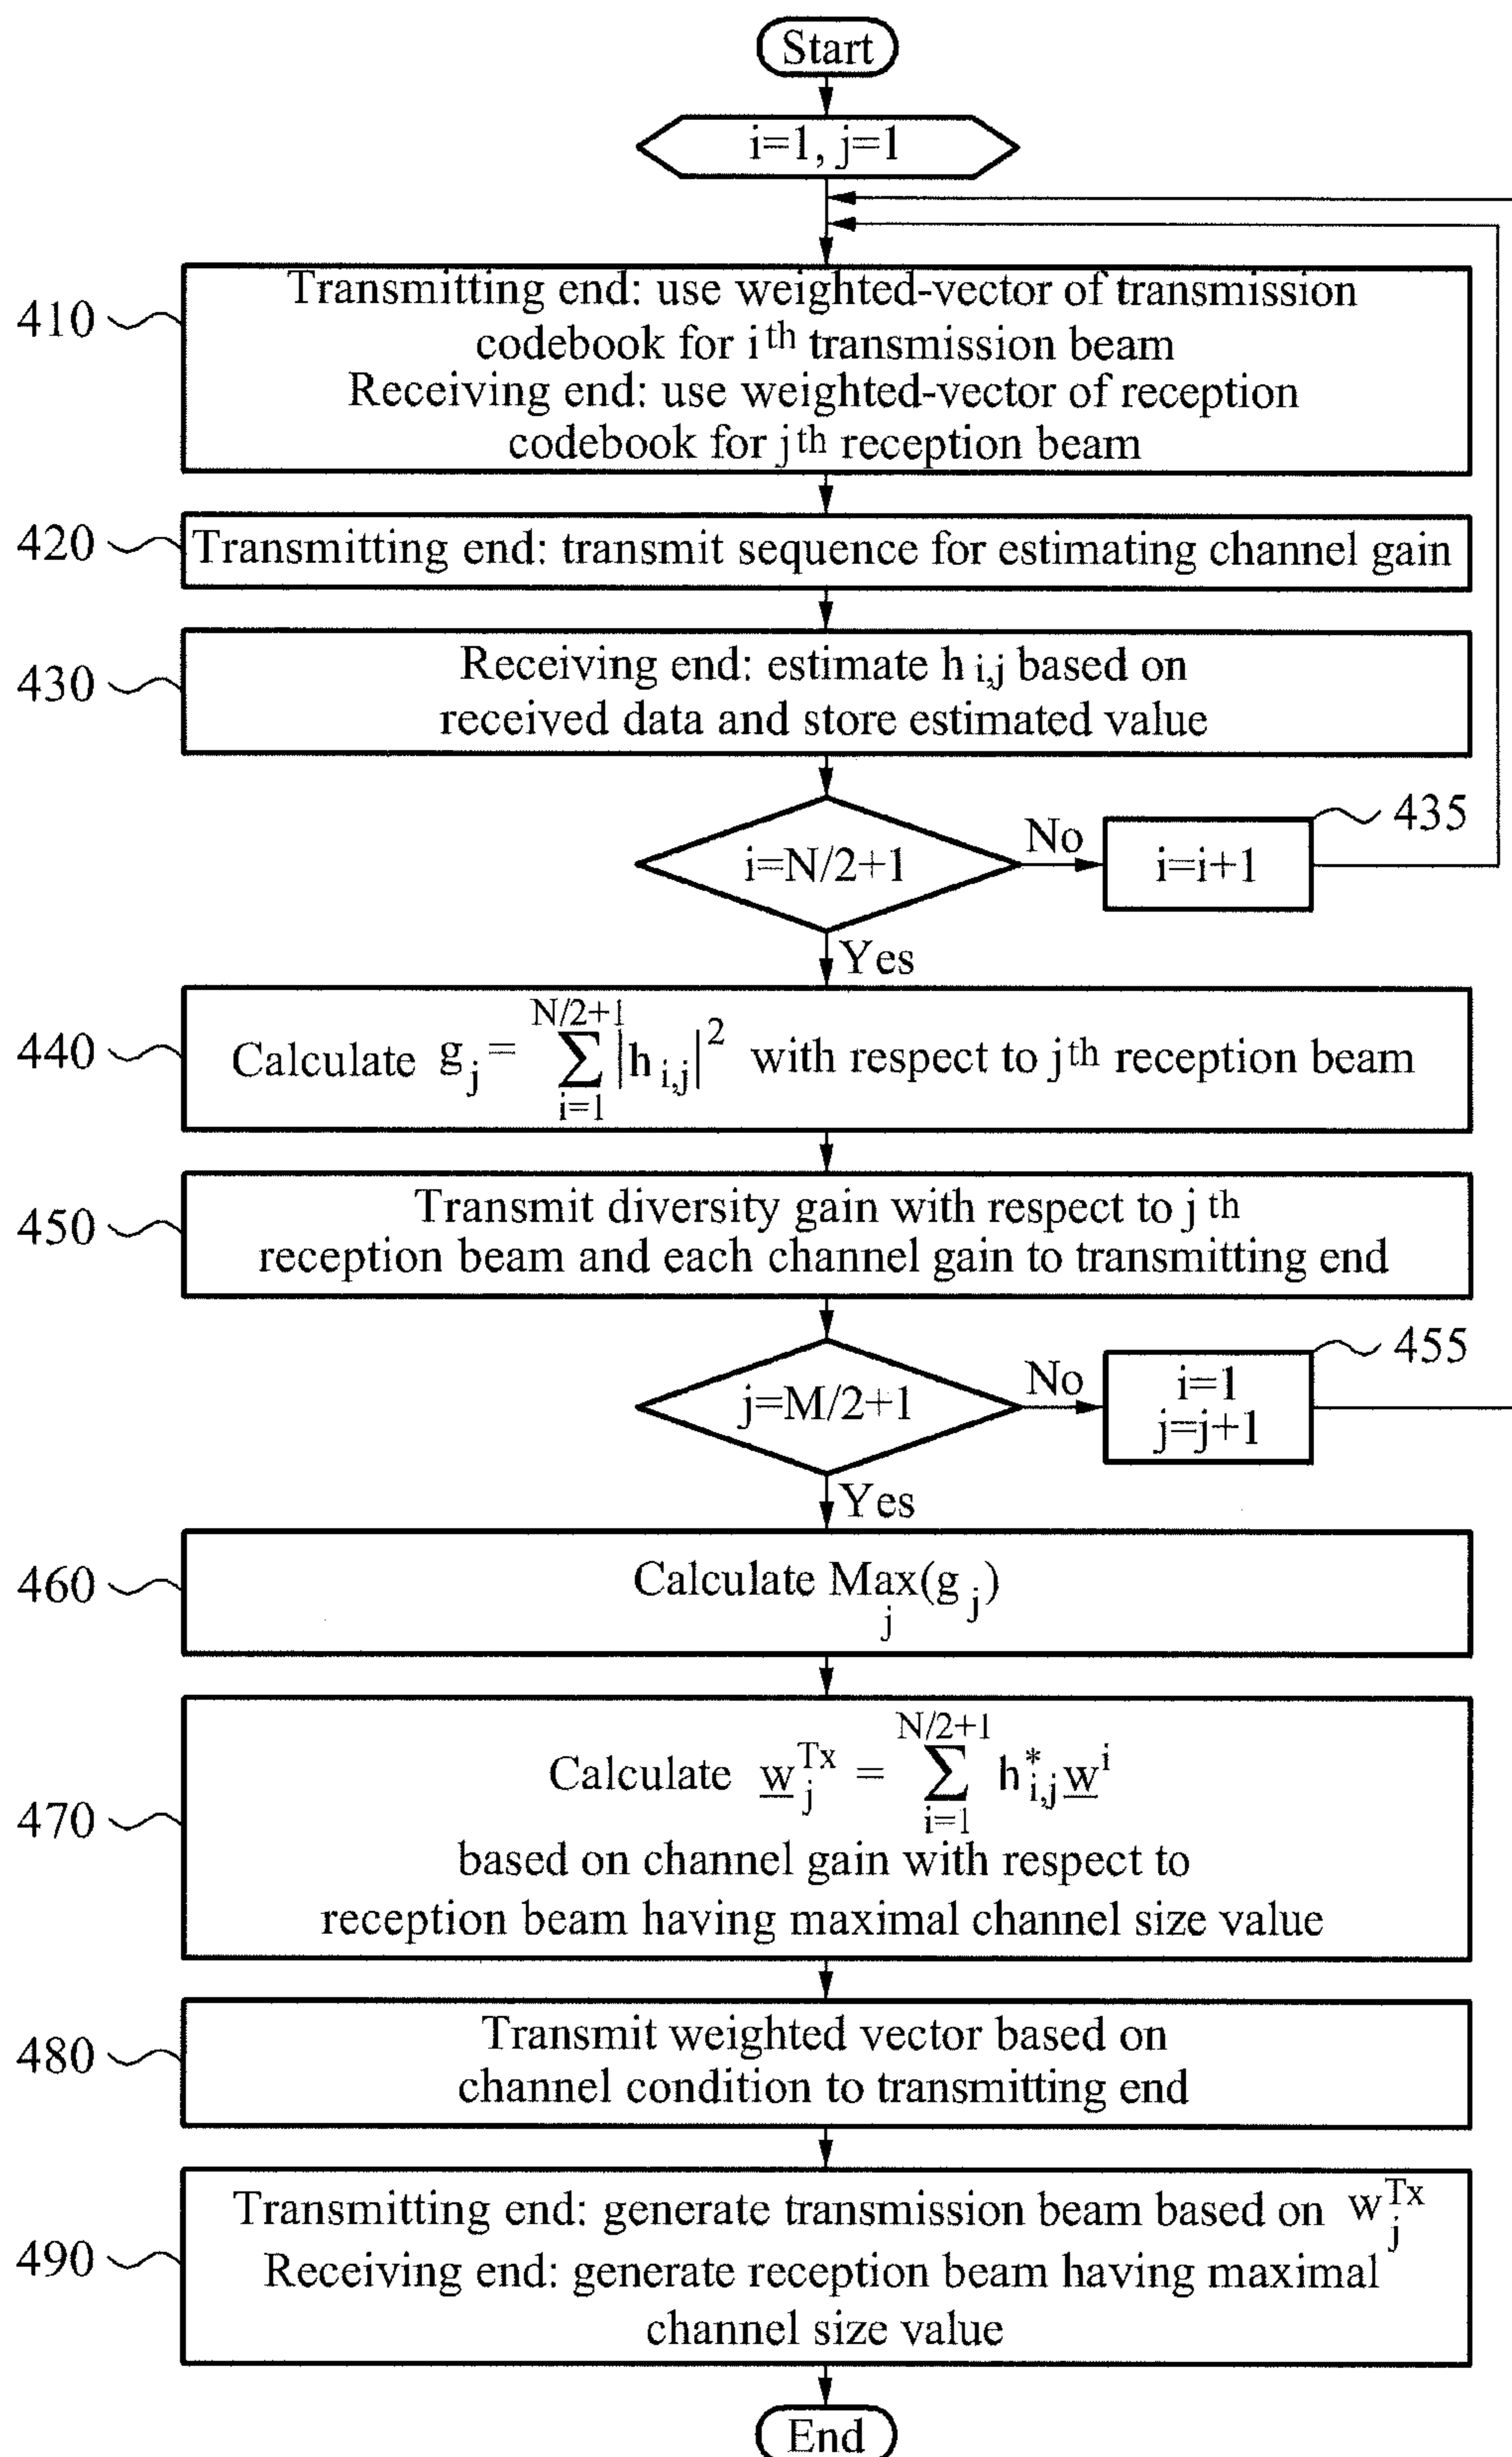 Start
i=1, j=1
410
Transmitting end: use weighted-vector of transmission
codebook for i th transmission beam
Receiving end: use weighted-vector of reception
codebook for j th reception beam
420
Transmitting end: transmit sequence for estimating channel gain
430
Receiving end: estimate h i,j based on
received data and store estimated value
i=N/2+1
No
435
i=i+1
Yes
440
Calculate g j = N/2+1 ∑ i=1 |h i,j| 2 with respect to j th reception beam
450
Transmit diversity gain with respect to j th
reception beam and each channel gain to transmitting end
j=M/2+1
No
455
i=1
j=j+1
Yes
460
Calculate Max(g j)
j
470
Calculate w j Tx = N/2+1 ∑ i=1 h* i,j w i
based on channel gain with respect to
reception beam having maximal channel size value
480
Transmit weighted vector based on
channel condition to transmitting end
490
Transmitting end: generate transmission beam based on w j Tx
Receiving end: generate reception beam having maximal
channel size value
End